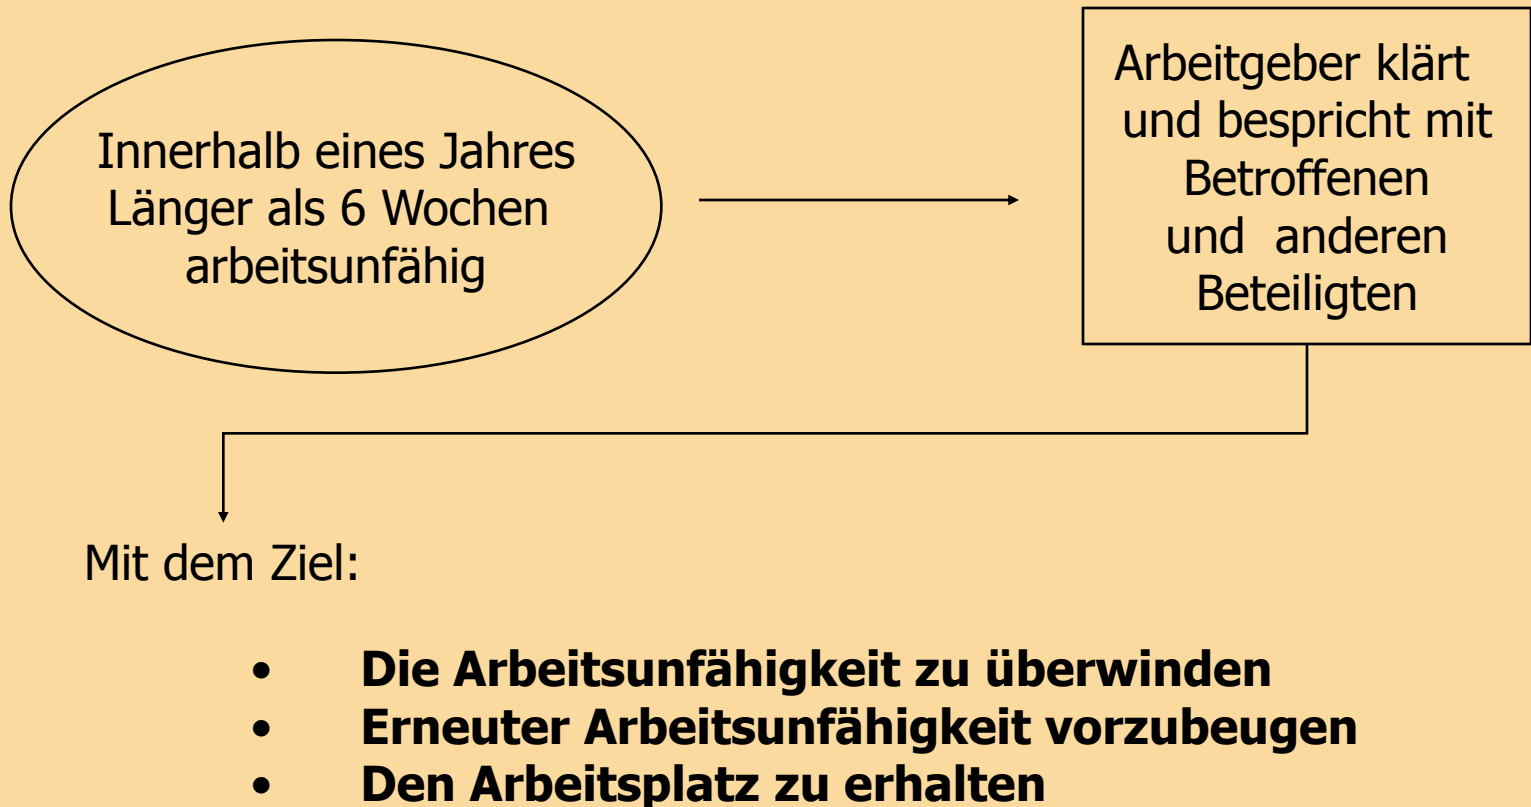 Innerhalb eines Jahres
Länger als 6 Wochen
arbeitsunfähig
Arbeitgeber klärt
und bespricht mit
Betroffenen
und anderen
Beteiligten
Mit dem Ziel:
• Die Arbeitsunfähigkeit zu überwinden
• Erneuter Arbeitsunfähigkeit vorzubeugen
• Den Arbeitsplatz zu erhalten